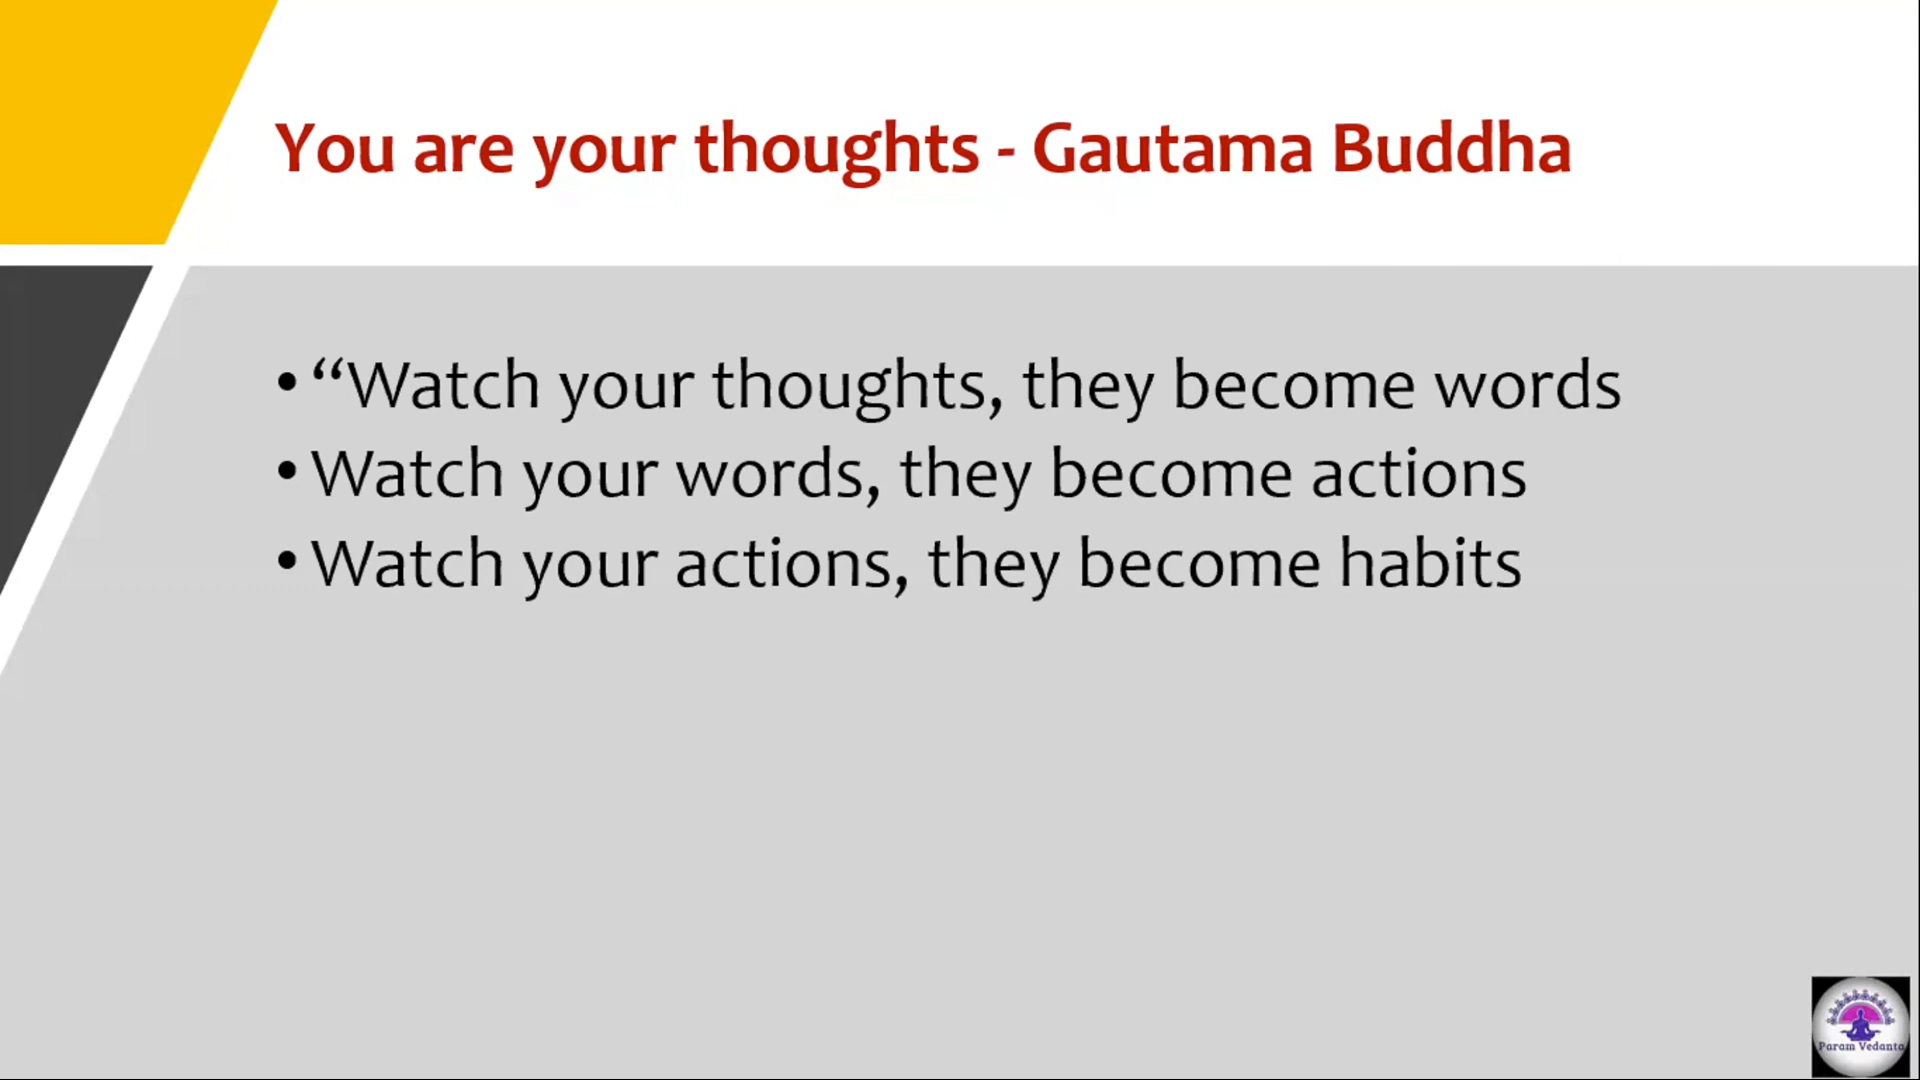 You are your thoughts - Gautama Buddha
• “Watch your thoughts, they become words
• Watch your words, they become actions
• Watch your actions, they become habits
Param Vedanta